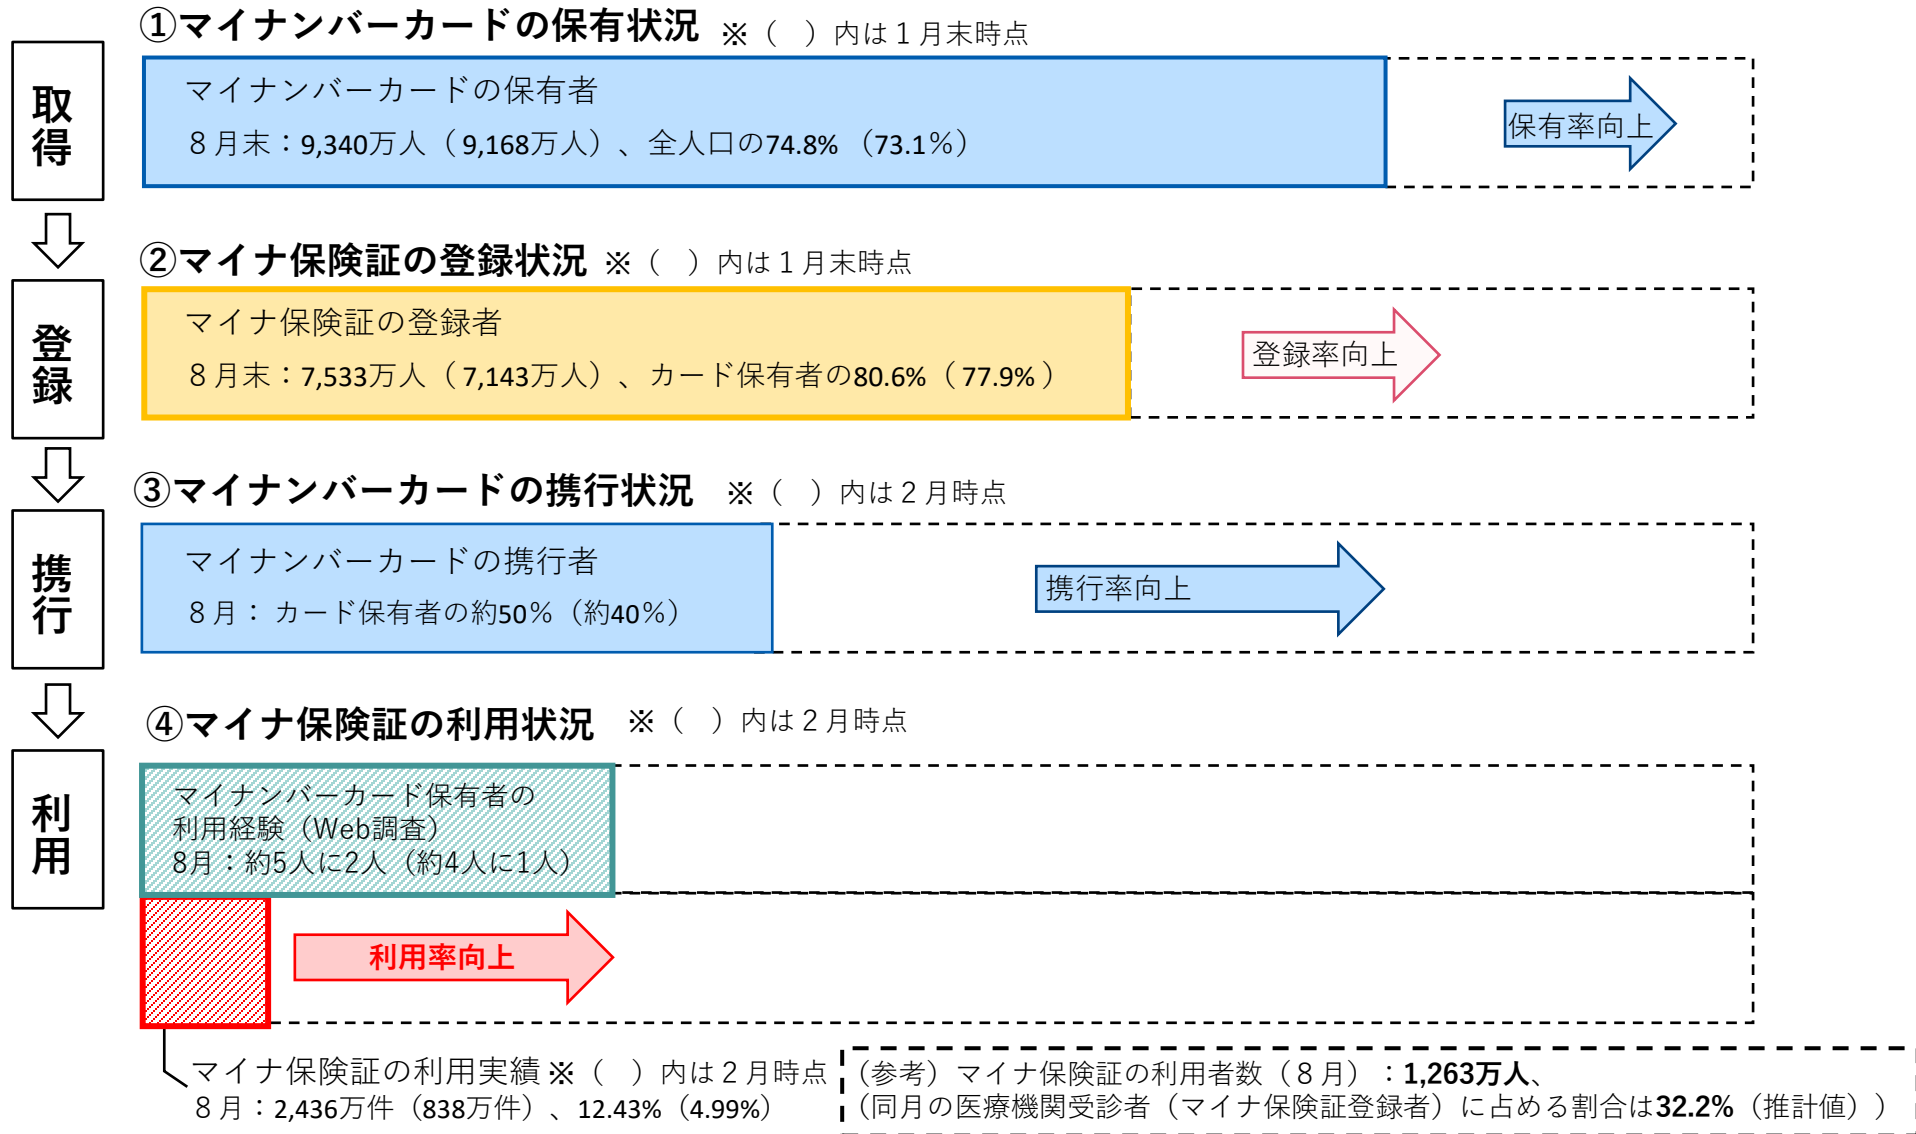 ①マイナンバーカードの保有状況 ※（　）内は１月末時点
取得
マイナンバーカードの保有者
８月末：9,340万人（9,168万人）、全人口の74.8%（73.1％）
保有率向上
②マイナ保険証の登録状況 ※（　）内は１月末時点
登録
マイナ保険証の登録者
８月末：7,533万人（7,143万人）、カード保有者の80.6%（77.9%）
登録率向上
③マイナンバーカードの携行状況 ※（　）内は２月時点
携行
マイナンバーカードの携行者
８月： カード保有者の約50％（約40％）
携行率向上
④マイナ保険証の利用状況 ※（　）内は２月時点
利用
マイナンバーカード保有者の
利用経験（Web調査）
8月：約5人に2人（約4人に1人）
利用率向上
マイナ保険証の利用実績 ※（　）内は２月時点
８月：2,436万件（838万件）、12.43%（4.99%）
（参考）マイナ保険証の利用者数（８月）：1,263万人、
（同月の医療機関受診者（マイナ保険証登録者）に占める割合は32.2%（推計値））